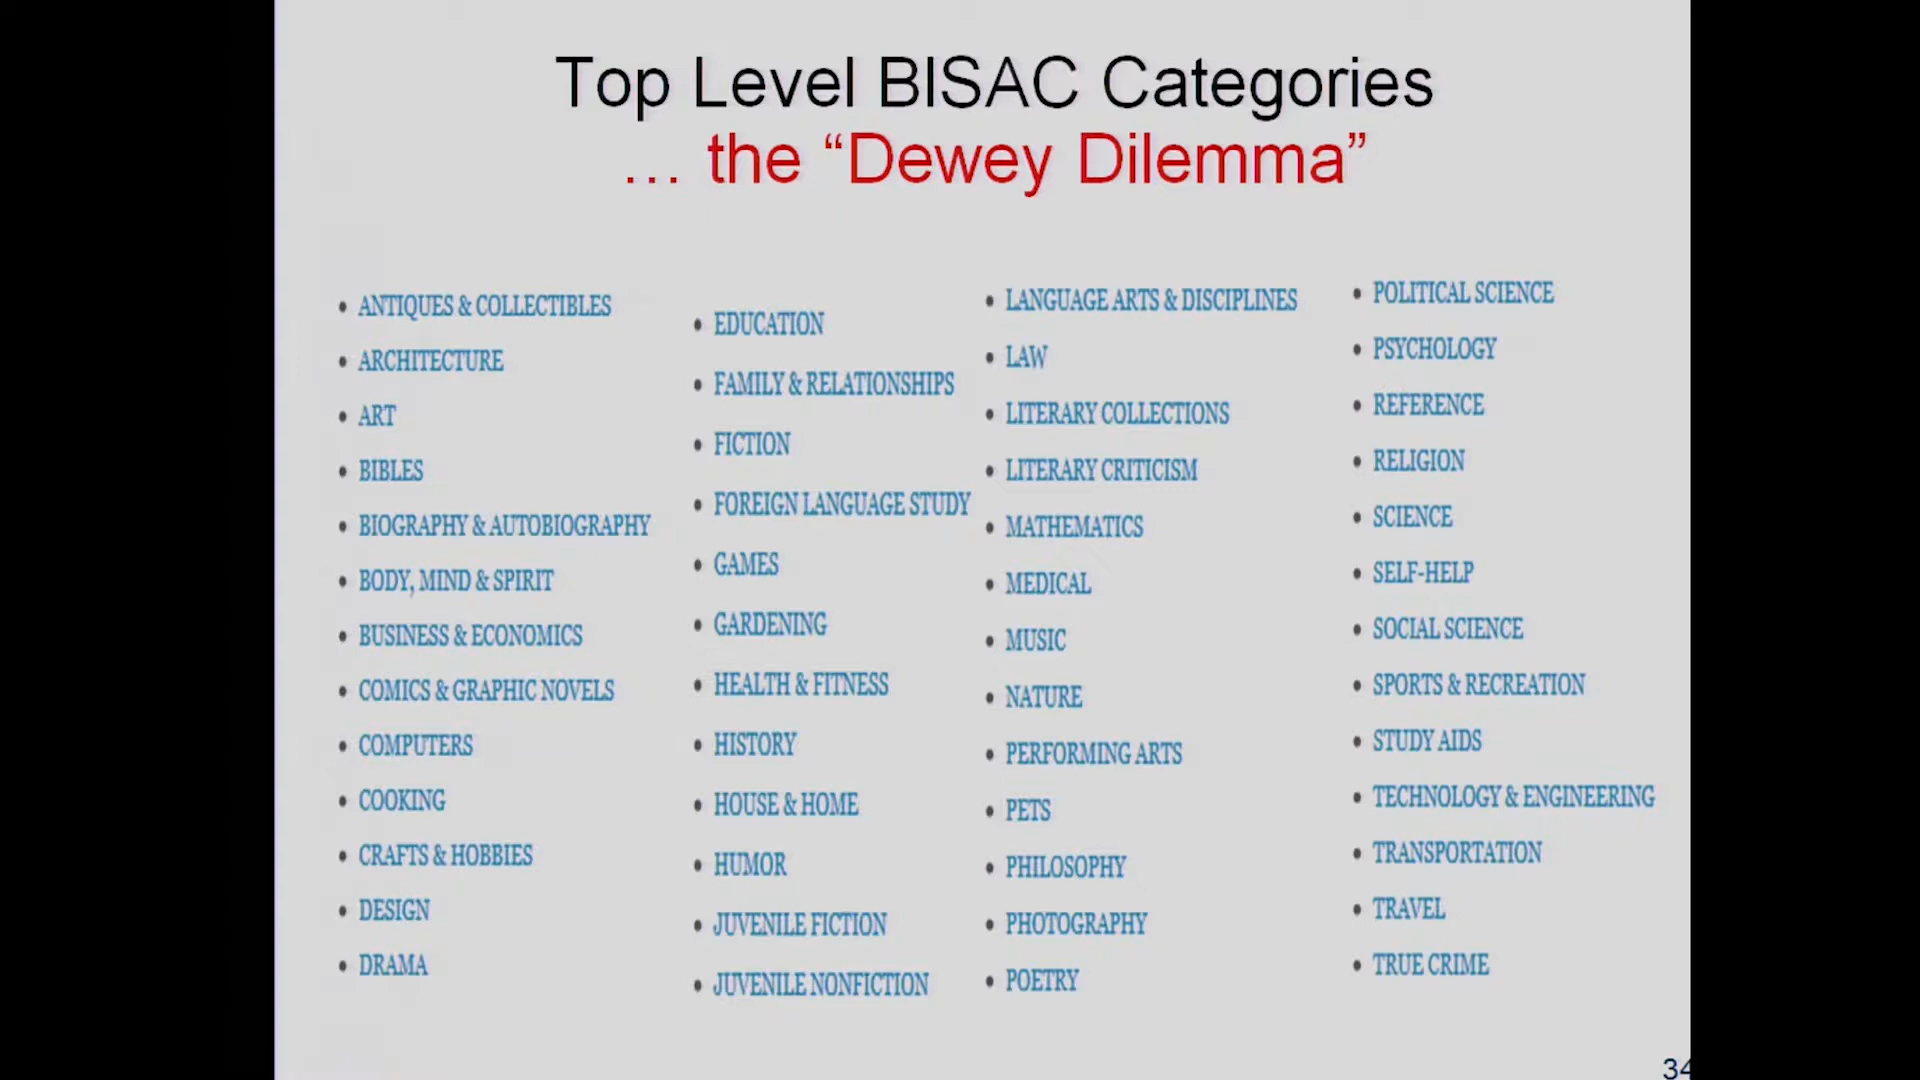 Top Level BISAC Categories
… the “Dewey Dilemma”
• ANTIQUES & COLLECTIBLES
• ARCHITECTURE
• ART
• BIBLES
• BIOGRAPHY & AUTOBIOGRAPHY
• BODY, MIND & SPIRIT
• BUSINESS & ECONOMICS
• COMICS & GRAPHIC NOVELS
• COMPUTERS
• COOKING
• CRAFTS & HOBBIES
• DESIGN
• DRAMA
• EDUCATION
• FAMILY & RELATIONSHIPS
• FICTION
• FOREIGN LANGUAGE STUDY
• GAMES
• GARDENING
• HEALTH & FITNESS
• HISTORY
• HOUSE & HOME
• HUMOR
• JUVENILE FICTION
• JUVENILE NONFICTION
• LANGUAGE ARTS & DISCIPLINES
• LAW
• LITERARY COLLECTIONS
• LITERARY CRITICISM
• MATHEMATICS
• MEDICAL
• MUSIC
• NATURE
• PERFORMING ARTS
• PETS
• PHILOSOPHY
• PHOTOGRAPHY
• POETRY
• POLITICAL SCIENCE
• PSYCHOLOGY
• REFERENCE
• RELIGION
• SCIENCE
• SELF-HELP
• SOCIAL SCIENCE
• SPORTS & RECREATION
• STUDY AIDS
• TECHNOLOGY & ENGINEERING
• TRANSPORTATION
• TRAVEL
• TRUE CRIME
34